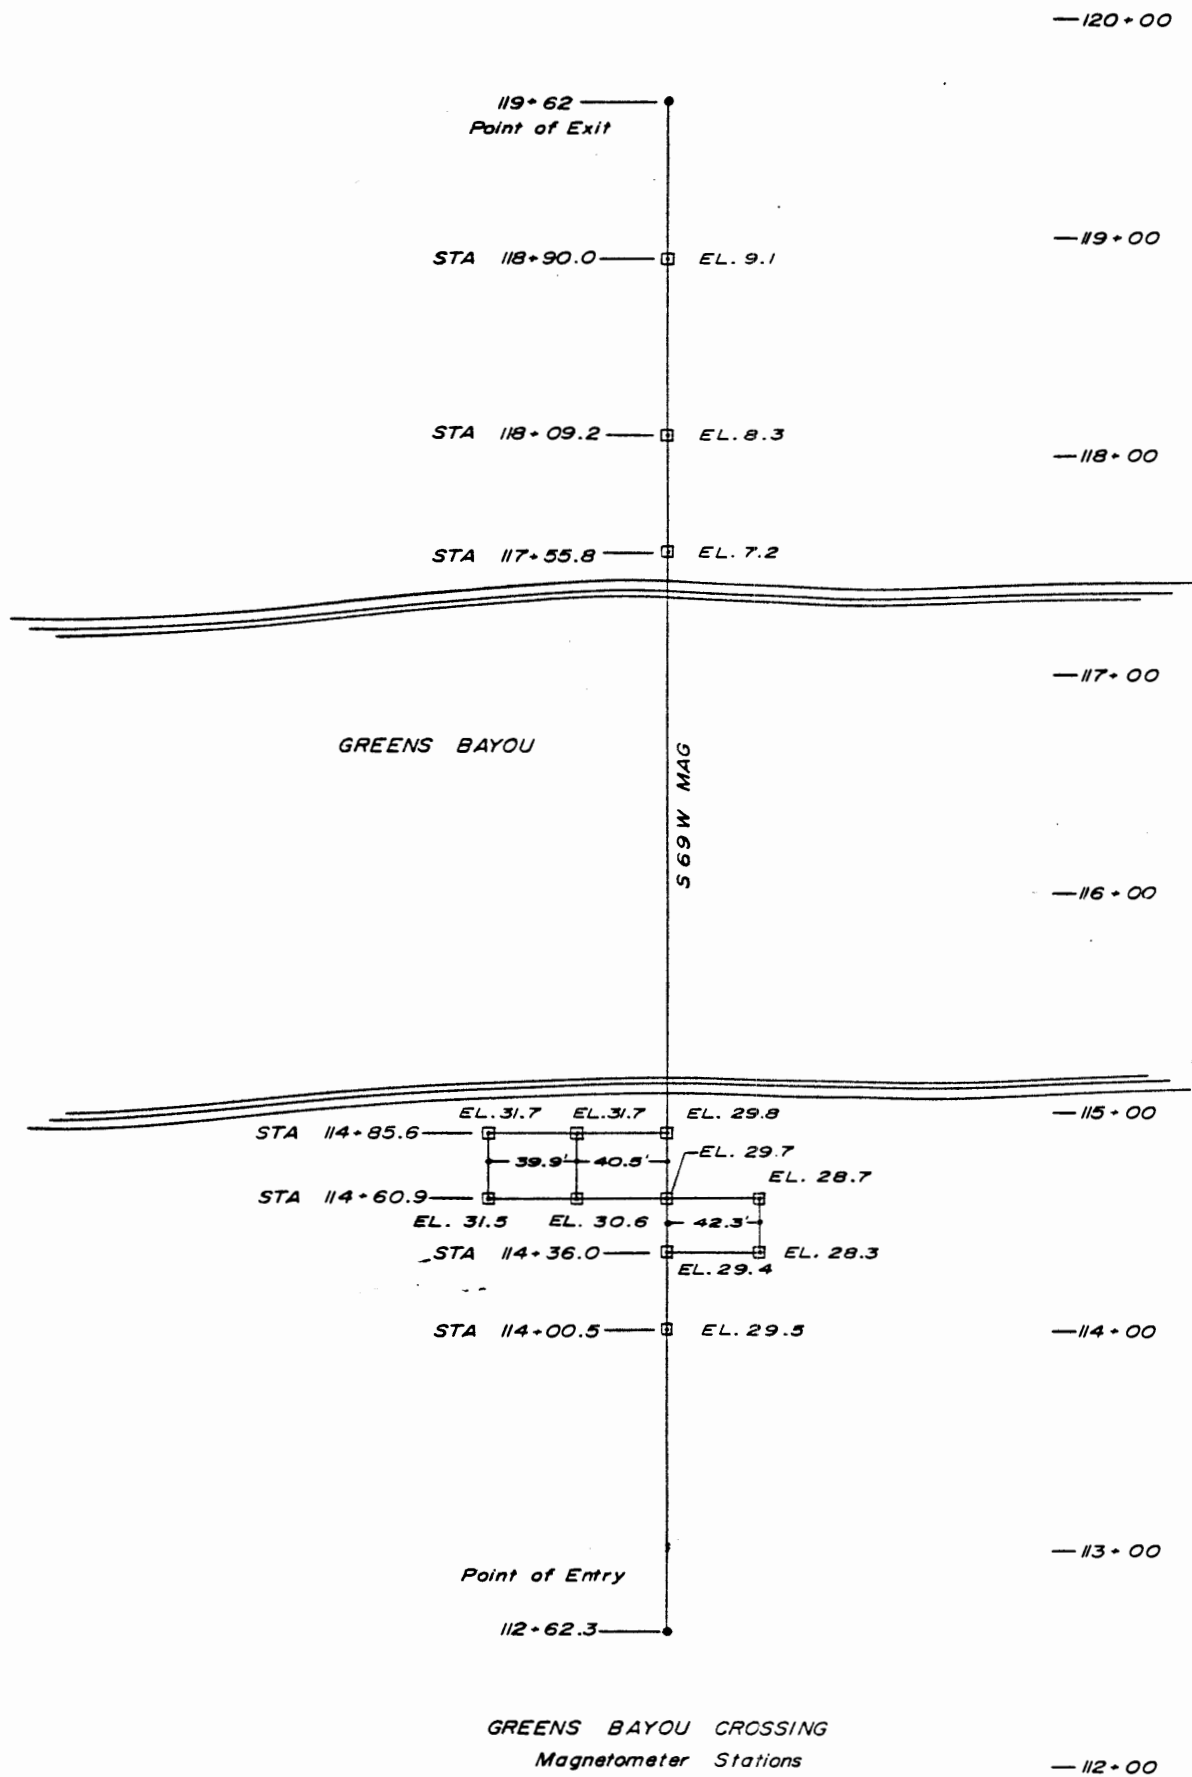 —120+00
119+62
Point of Exit
—119+00
STA 118+90.0 EL. 9.1
STA 118+09.2 EL. 8.3
—118+00
STA 117+55.8 EL. 7.2
—117+00
GREENS BAYOU
S 69 W MAG
—116+00
EL. 31.7 EL. 31.7 EL. 29.8
—115+00
STA 114+85.6
39.9' 40.5' EL. 29.7
EL. 28.7
STA 114+60.9
EL. 31.5 EL. 30.6 42.3'
STA 114+36.0 EL. 28.3
EL. 29.4
STA 114+00.5 EL. 29.5
—114+00
—113+00
Point of Entry
112+62.3
GREENS BAYOU CROSSING
Magnetometer Stations
—112+00